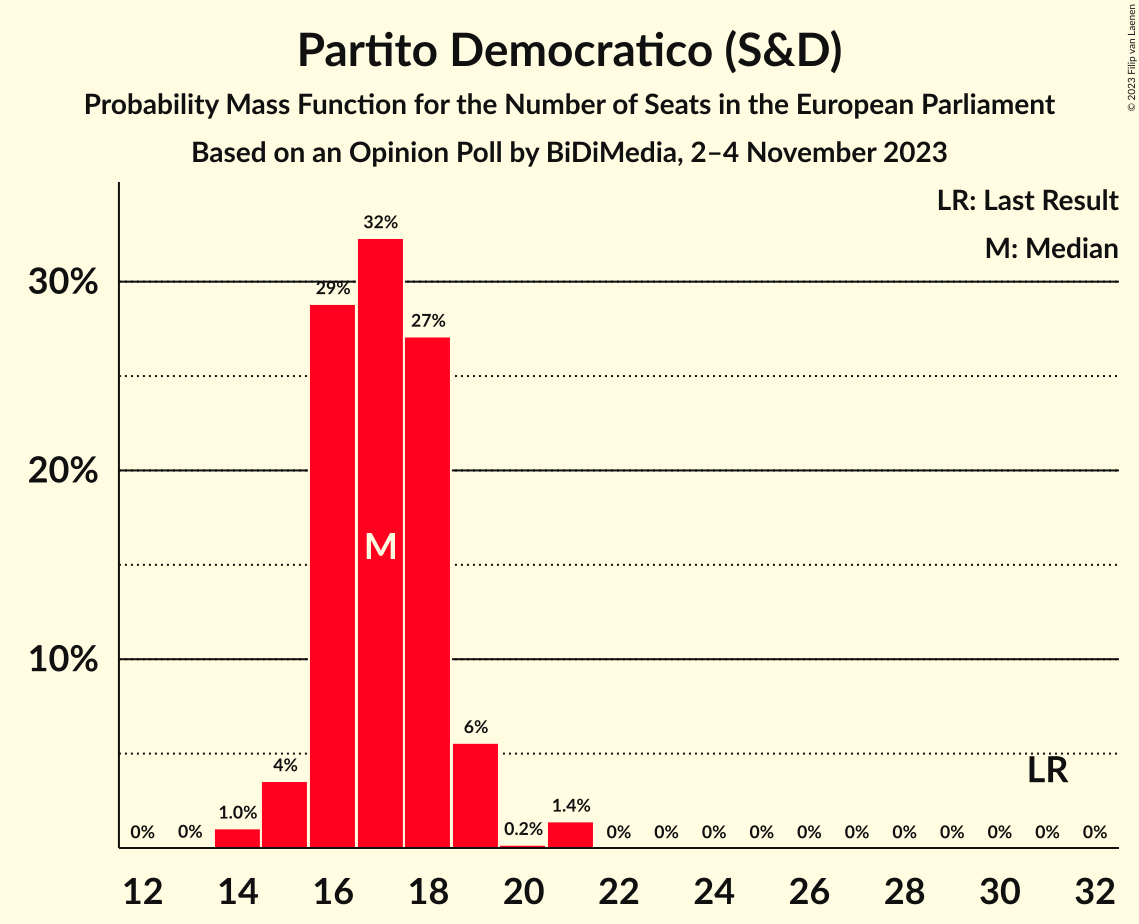 Partito Democratico (S&D)
Probability Mass Function for the Number of Seats in the European Parliament
Based on an Opinion Poll by BiDiMedia, 2–4 November 2023
© 2023 Filip van Laenen
LR: Last Result
M: Median
30%
20%
10%
0% 0% 1.0% 4% 29% 32% 27% 6% 0.2% 1.4% 0% 0% 0% 0% 0% 0% 0% 0% 0% 0% 0%
M
LR
12 14 16 18 20 22 24 26 28 30 32